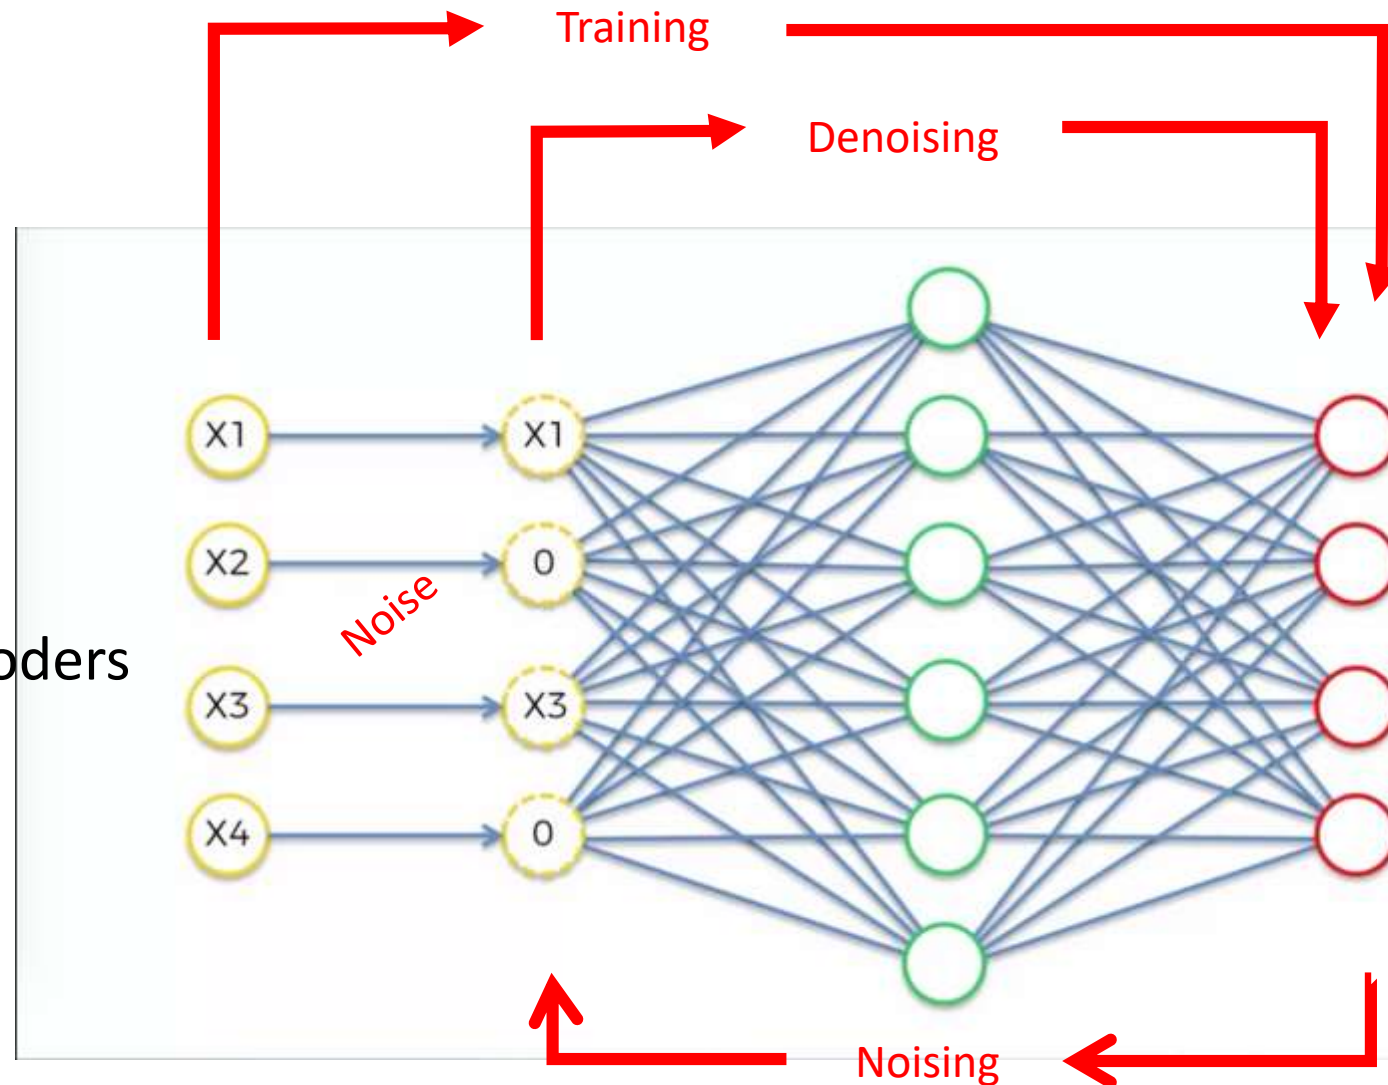 Training
Denoising
X1 X1
X2 0
Noise
oders
X3 X3
X4 0
Noising